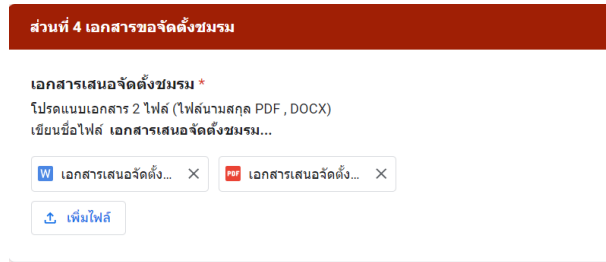 ส่วนที่ 4 เอกสารขอจัดตั้งชมรม
เอกสารเสนอจัดตั้งชมรม *
โปรดแนบเอกสาร 2 ไฟล์ (ไฟล์นามสกุล PDF , DOCX)
เขียนชื่อไฟล์ เอกสารเสนอจัดตั้งชมรม...
W เอกสารเสนอจัดตั้ง... PDF เอกสารเสนอจัดตั้ง...
เพิ่มไฟล์